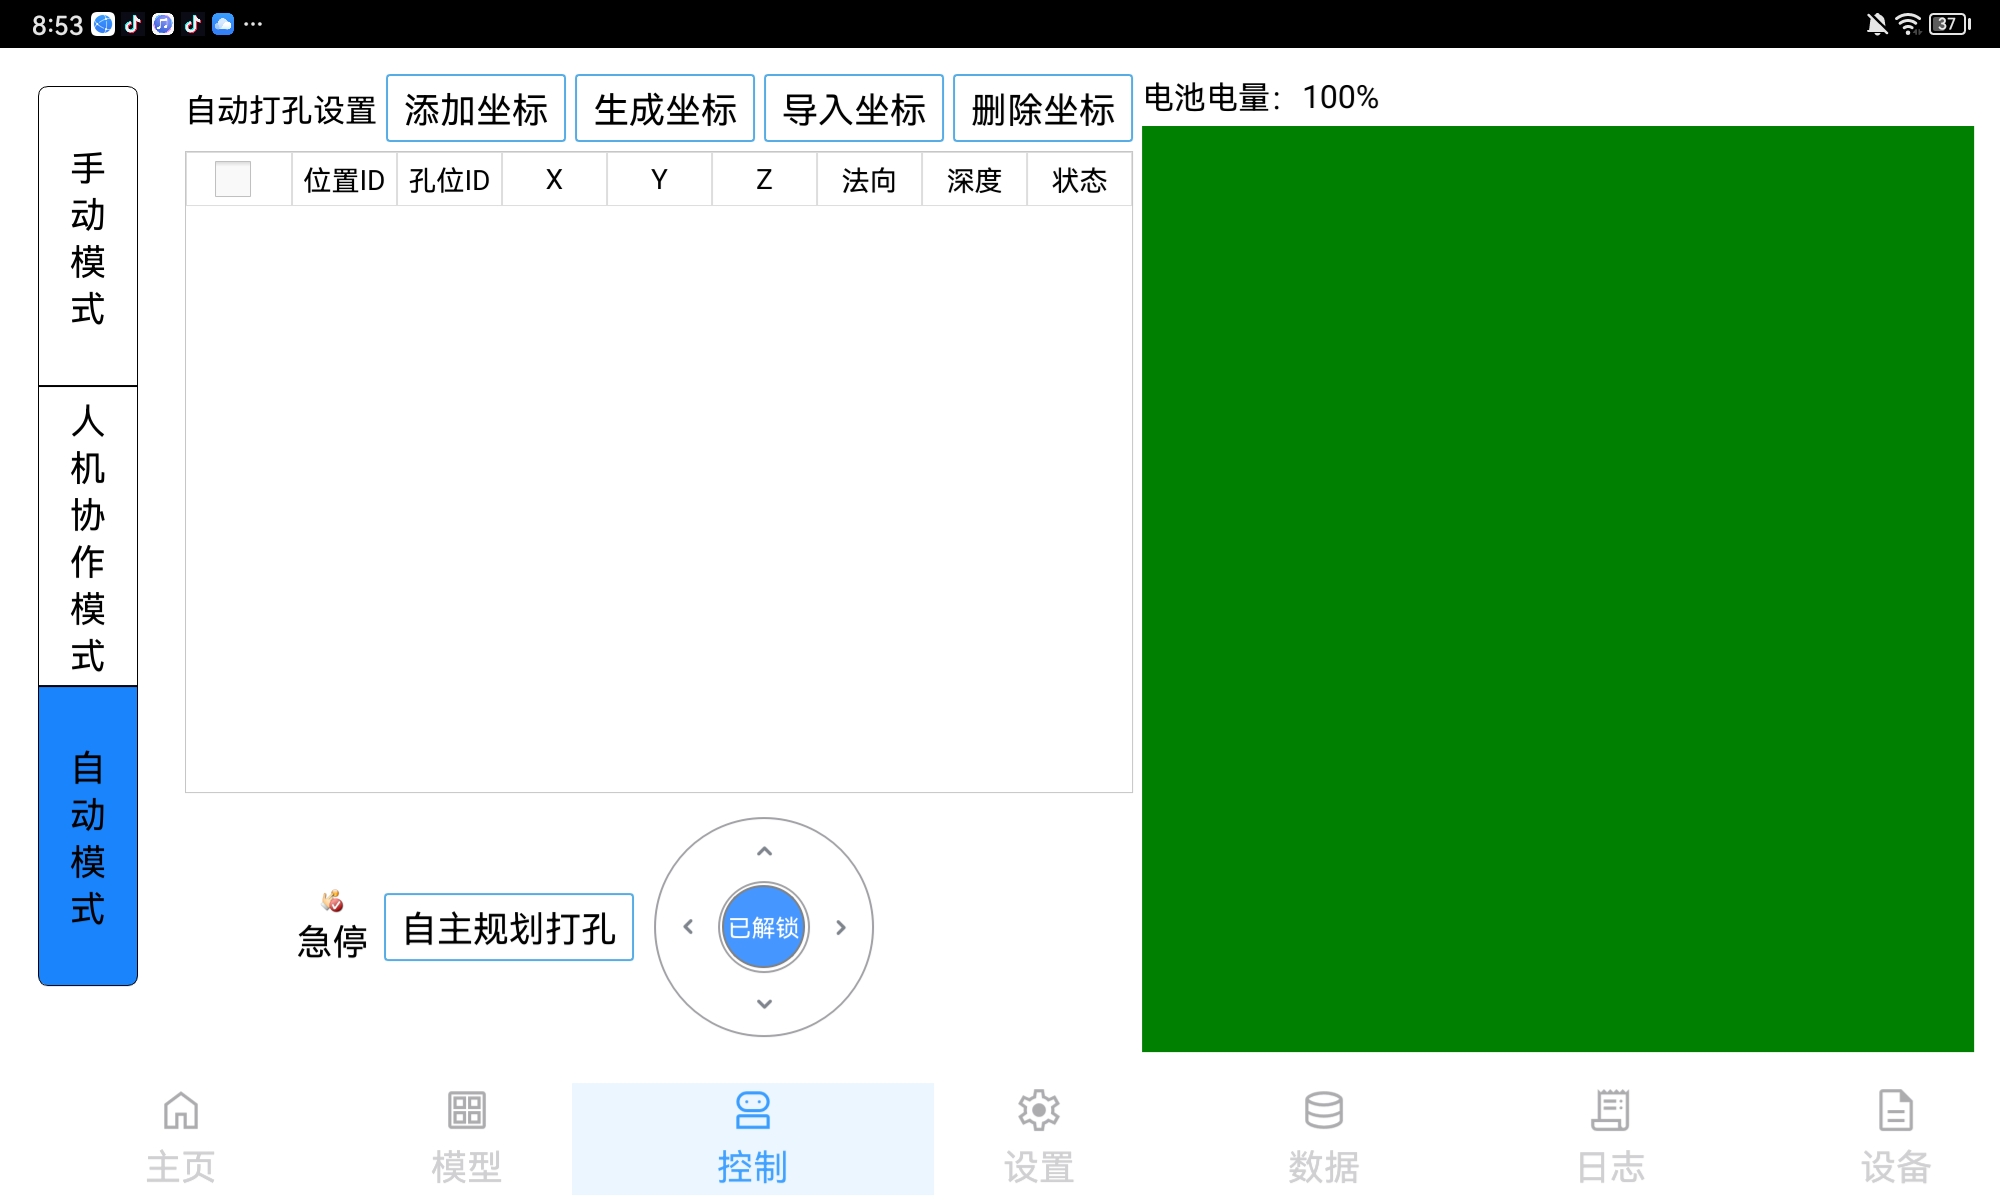 8:53 ··· 37
手动模式
人机协作模式
自动模式
自动打孔设置 添加坐标 生成坐标 导入坐标 删除坐标
电池电量：100%
位置ID 孔位ID X Y Z 法向 深度 状态
急停
自主规划打孔
已解锁
主页 模型 控制 设置 数据 日志 设备